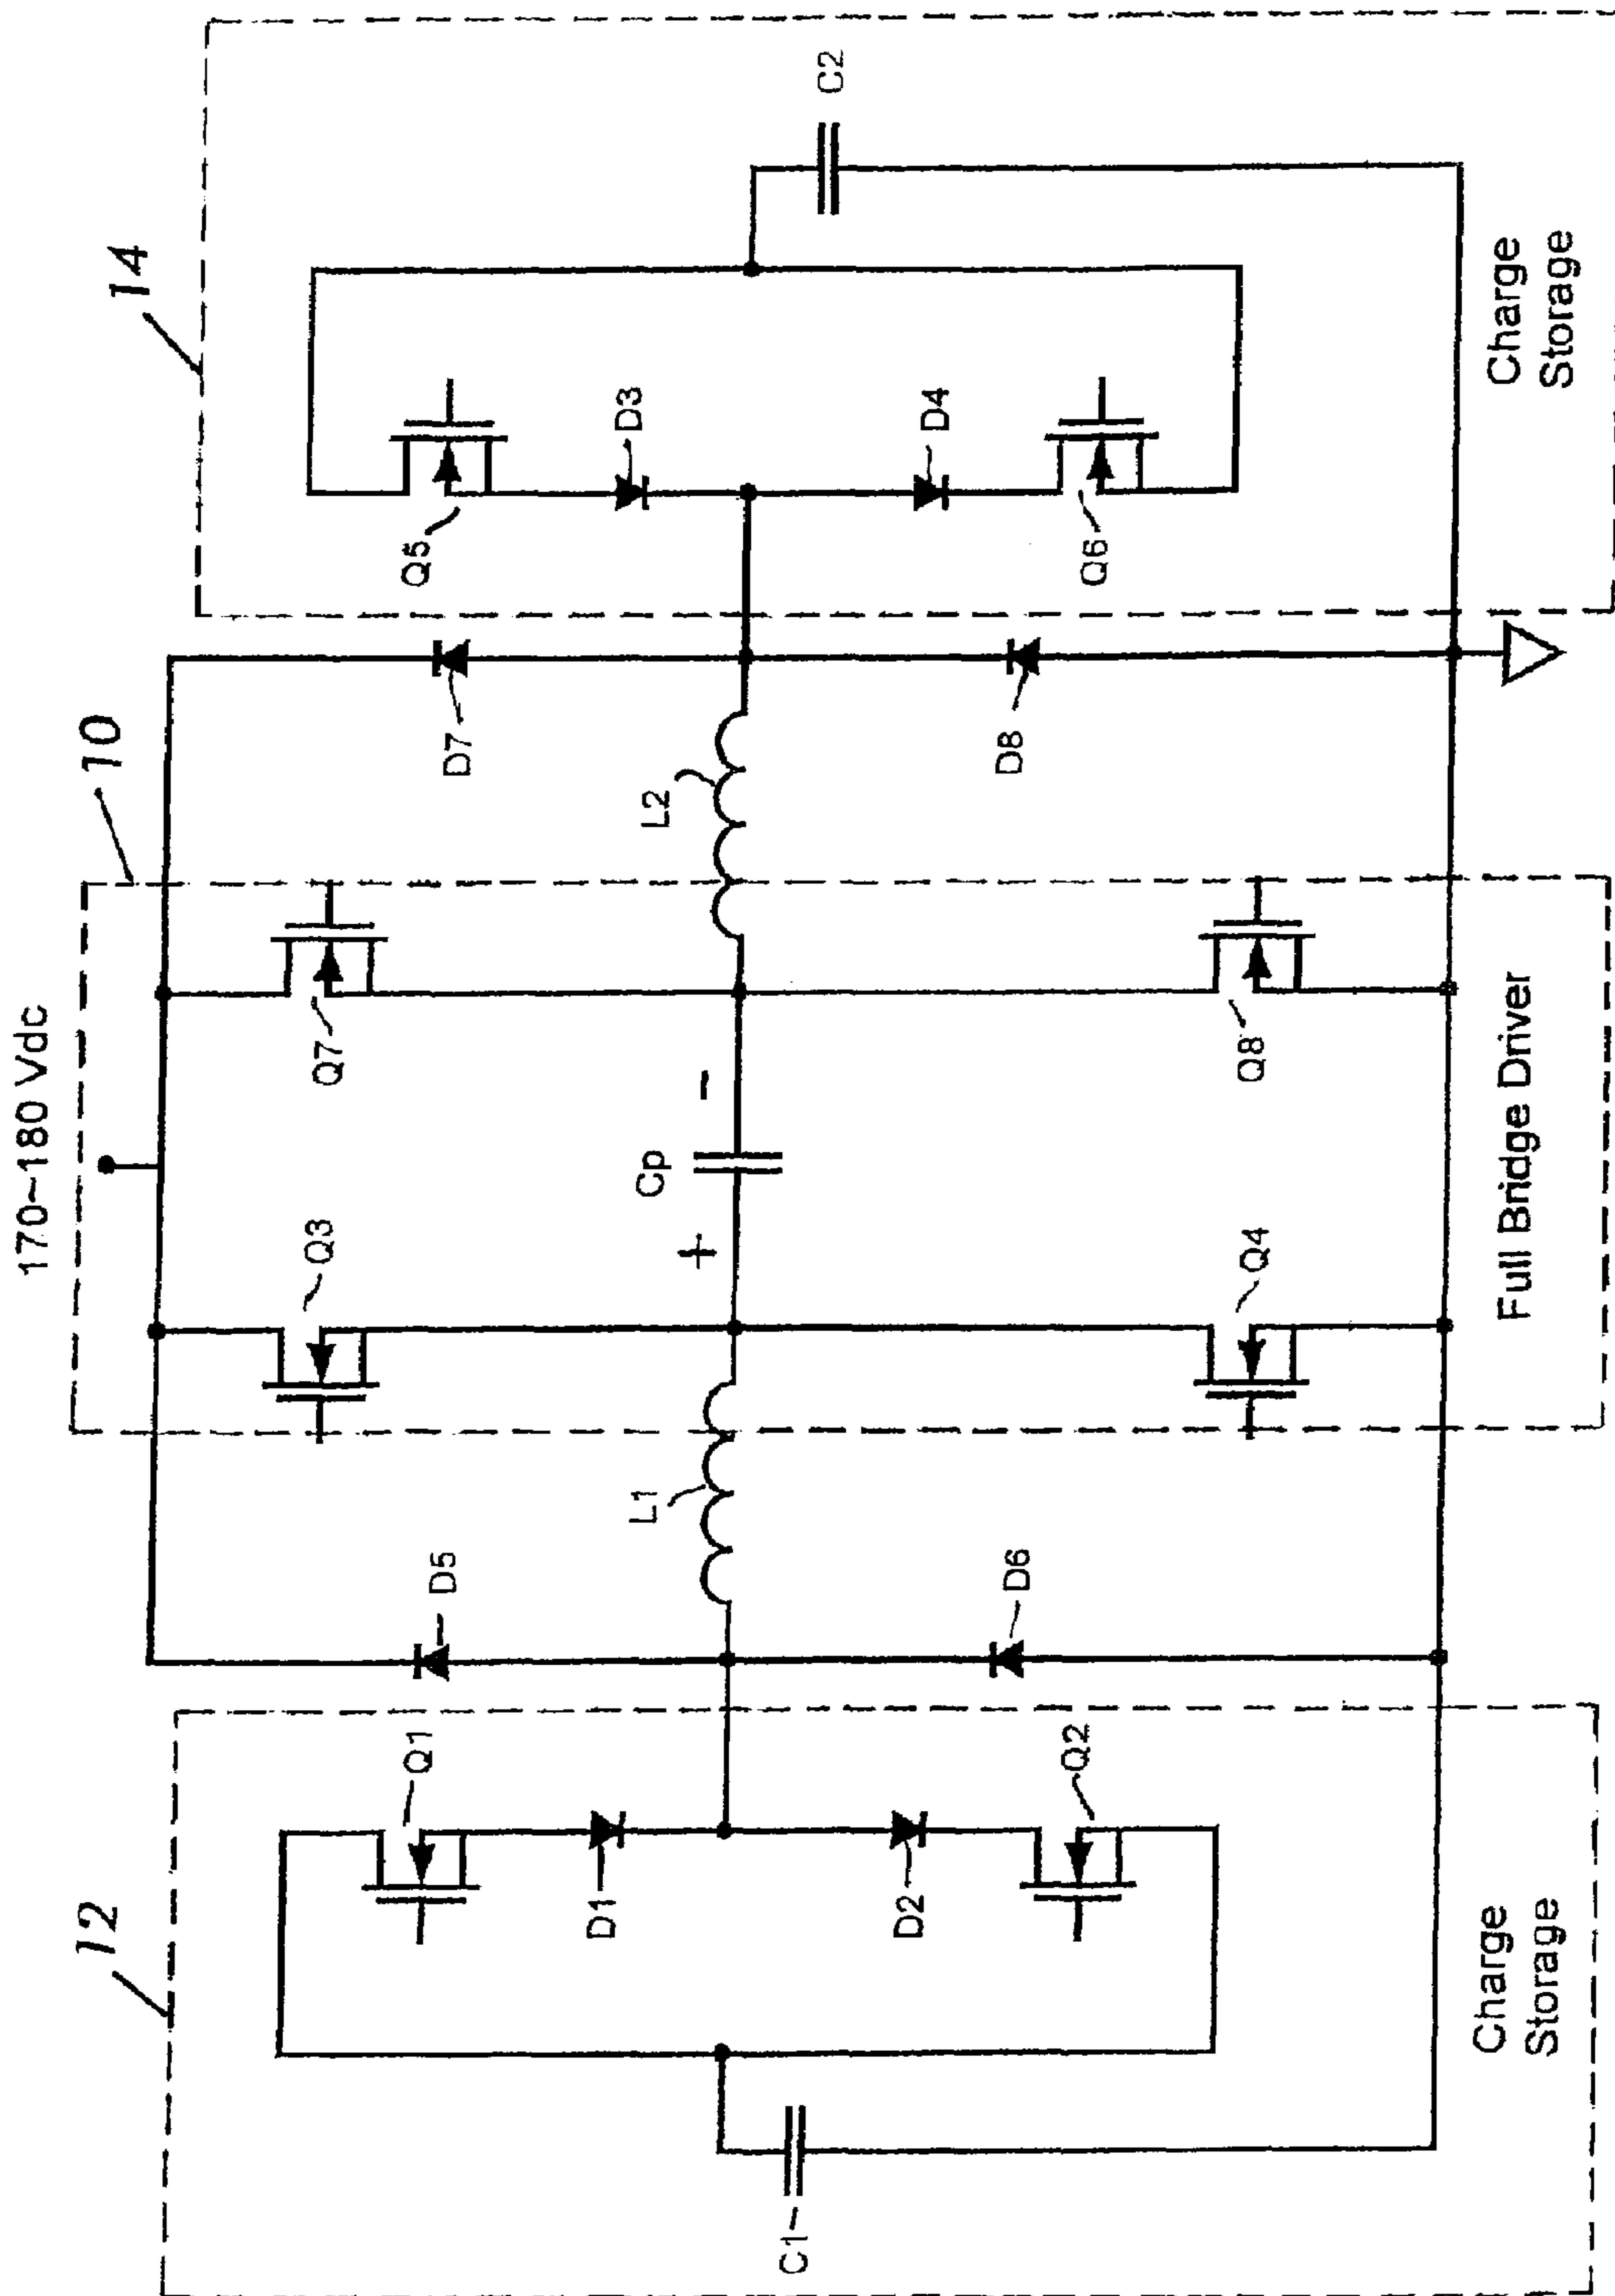 170~180 Vdc
12
10
14
Q1
D1
D2
Q2
C1
Charge
Storage
D5
D6
L1
Q3
Q4
+
Cp
-
Q7
Q8
Full Bridge Driver
L2
D7
D8
Q5
D3
D4
Q6
C2
Charge
Storage